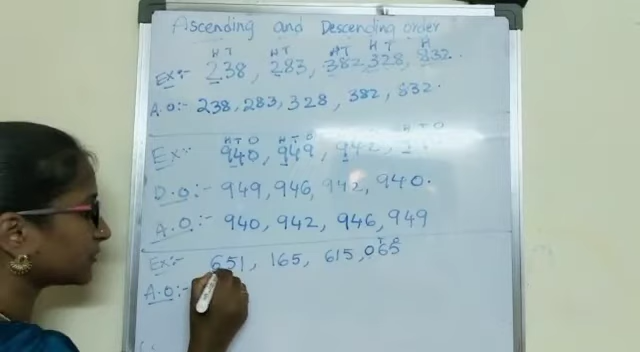 Ascending and Descending order
H T H T H T H T H
Ex:- 238, 283, 382, 328, 832.
A.O:- 238, 283, 328, 382, 832.
H T O H T O T O H T O
Ex:- 940, 949, 942,
D.O:- 949, 946, 942, 940.
A.O:- 940, 942, 946, 949
Ex:- 651, 165, 615, 065
A.O:-